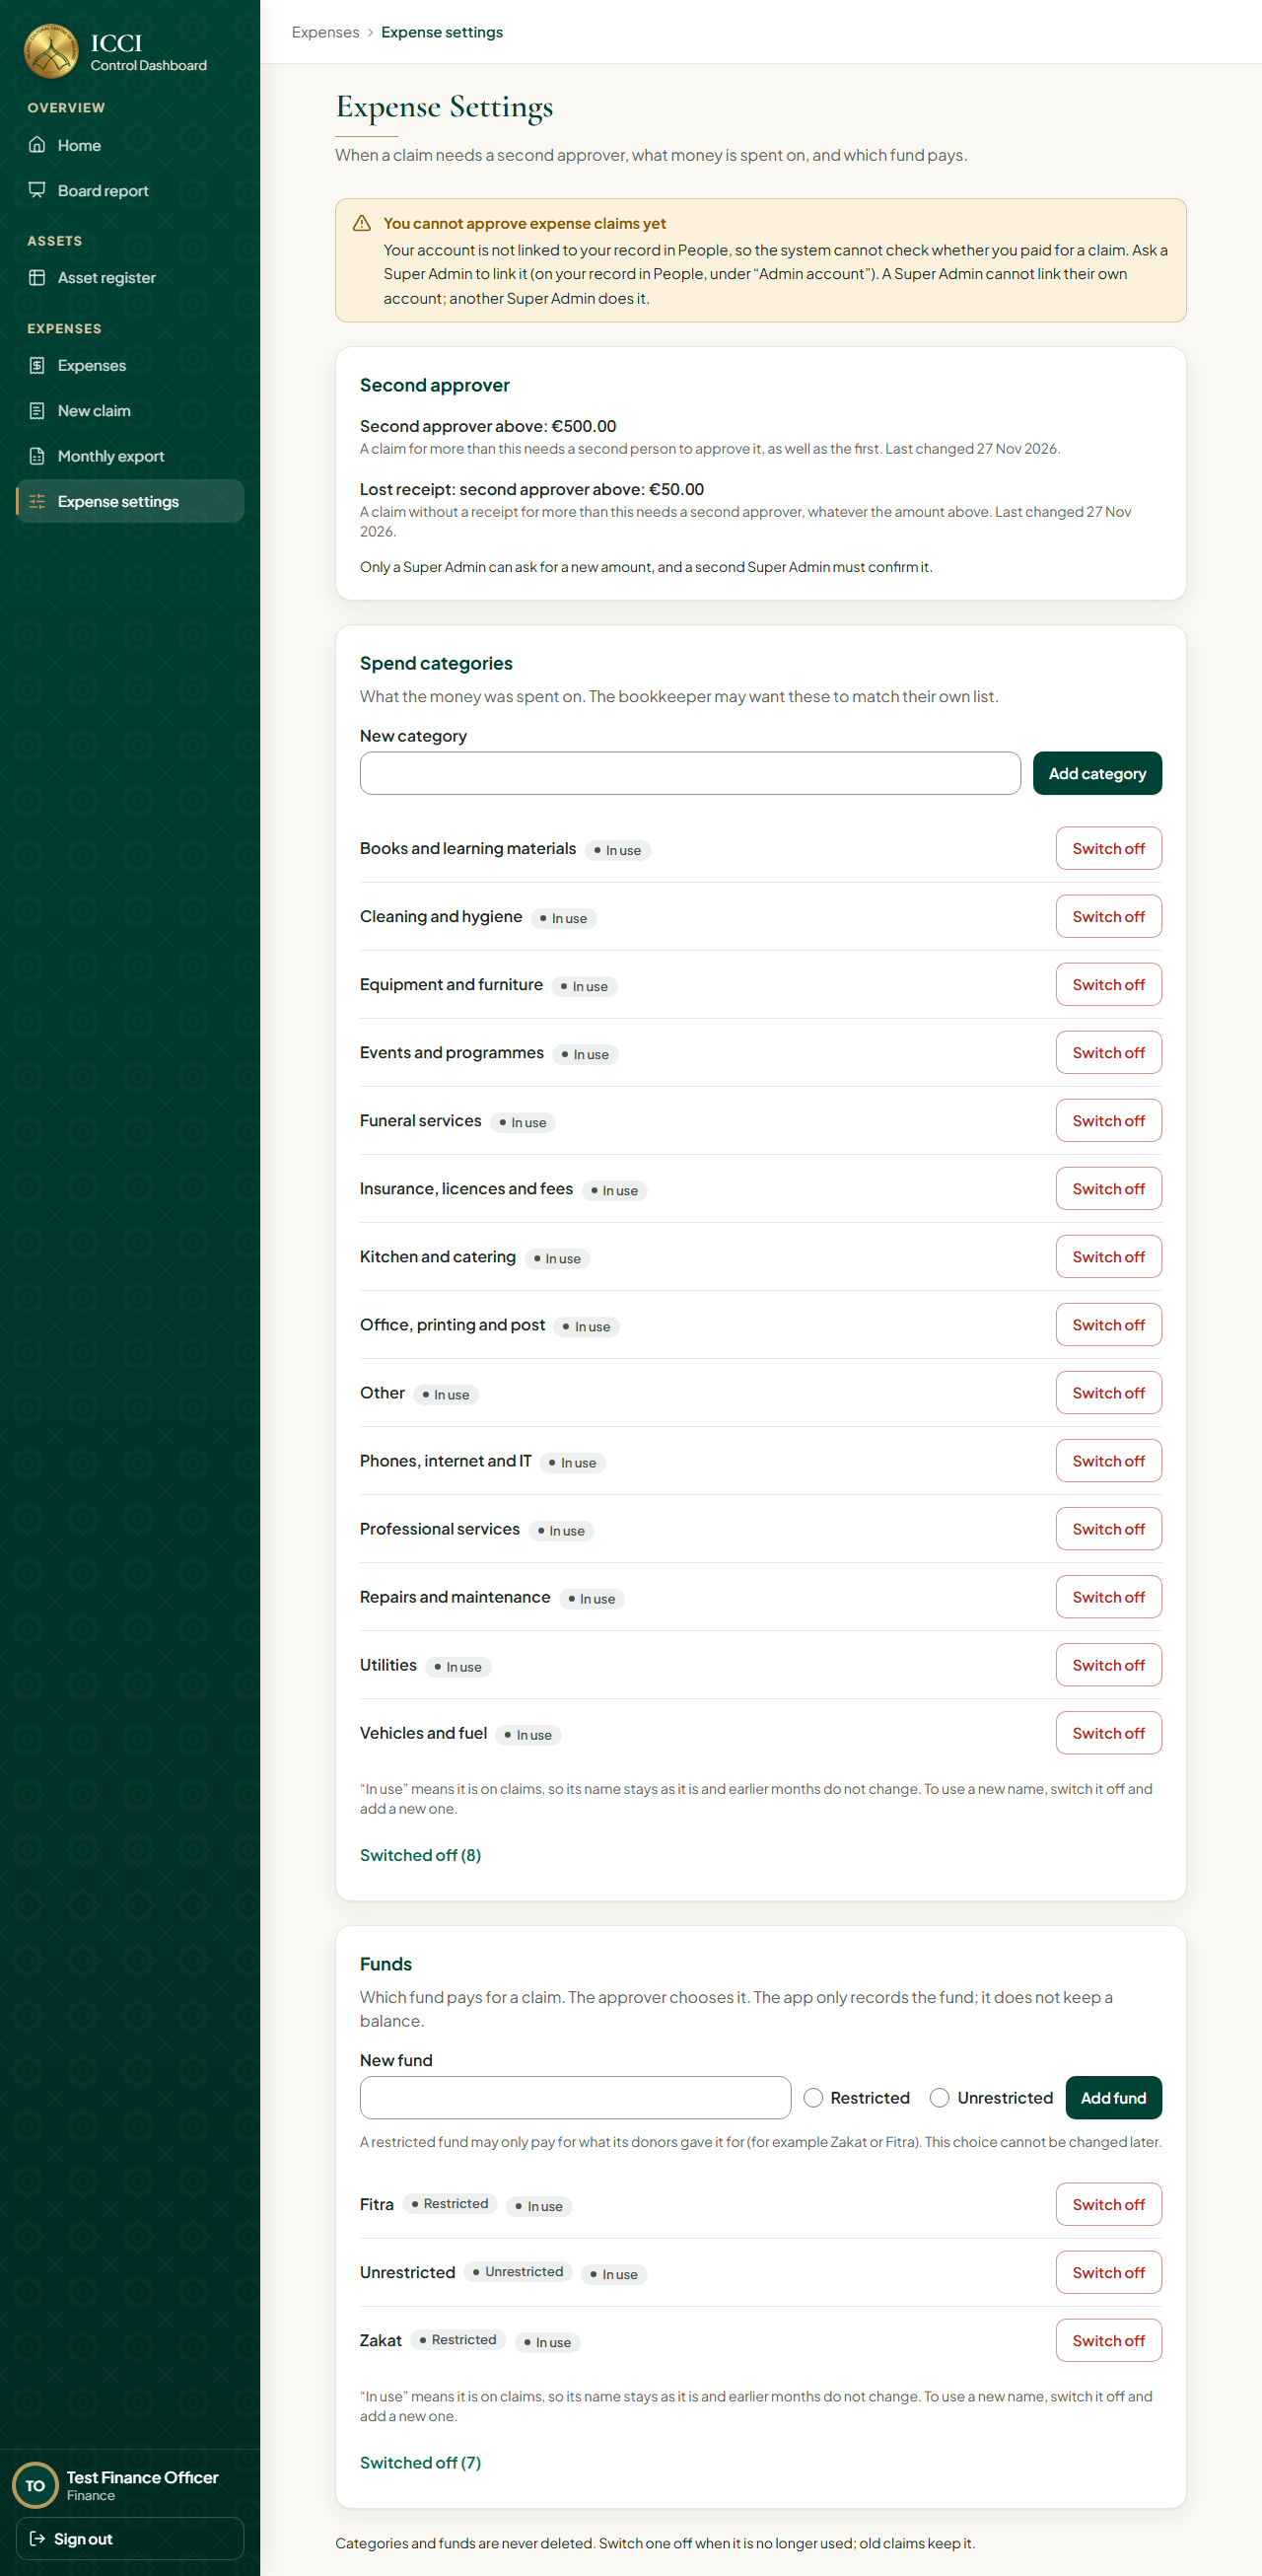 ICCI
Control Dashboard
OVERVIEW
Home
Board report
ASSETS
Asset register
EXPENSES
Expenses
New claim
Monthly export
Expense settings
TO
Test Finance Officer
Finance
Sign out
Expenses › Expense settings
Expense Settings
When a claim needs a second approver, what money is spent on, and which fund pays.
You cannot approve expense claims yet
Your account is not linked to your record in People, so the system cannot check whether you paid for a claim. Ask a
Super Admin to link it (on your record in People, under “Admin account”). A Super Admin cannot link their own
account; another Super Admin does it.
Second approver
Second approver above: €500.00
A claim for more than this needs a second person to approve it, as well as the first. Last changed 27 Nov 2026.
Lost receipt: second approver above: €50.00
A claim without a receipt for more than this needs a second approver, whatever the amount above. Last changed 27 Nov
2026.
Only a Super Admin can ask for a new amount, and a second Super Admin must confirm it.
Spend categories
What the money was spent on. The bookkeeper may want these to match their own list.
New category
Add category
Books and learning materials In use Switch off
Cleaning and hygiene In use Switch off
Equipment and furniture In use Switch off
Events and programmes In use Switch off
Funeral services In use Switch off
Insurance, licences and fees In use Switch off
Kitchen and catering In use Switch off
Office, printing and post In use Switch off
Other In use Switch off
Phones, internet and IT In use Switch off
Professional services In use Switch off
Repairs and maintenance In use Switch off
Utilities In use Switch off
Vehicles and fuel In use Switch off
“In use” means it is on claims, so its name stays as it is and earlier months do not change. To use a new name, switch it off and
add a new one.
Switched off (8)
Funds
Which fund pays for a claim. The approver chooses it. The app only records the fund; it does not keep a
balance.
New fund
Restricted Unrestricted Add fund
A restricted fund may only pay for what its donors gave it for (for example Zakat or Fitra). This choice cannot be changed later.
Fitra Restricted In use Switch off
Unrestricted Unrestricted In use Switch off
Zakat Restricted In use Switch off
“In use” means it is on claims, so its name stays as it is and earlier months do not change. To use a new name, switch it off and
add a new one.
Switched off (7)
Categories and funds are never deleted. Switch one off when it is no longer used; old claims keep it.